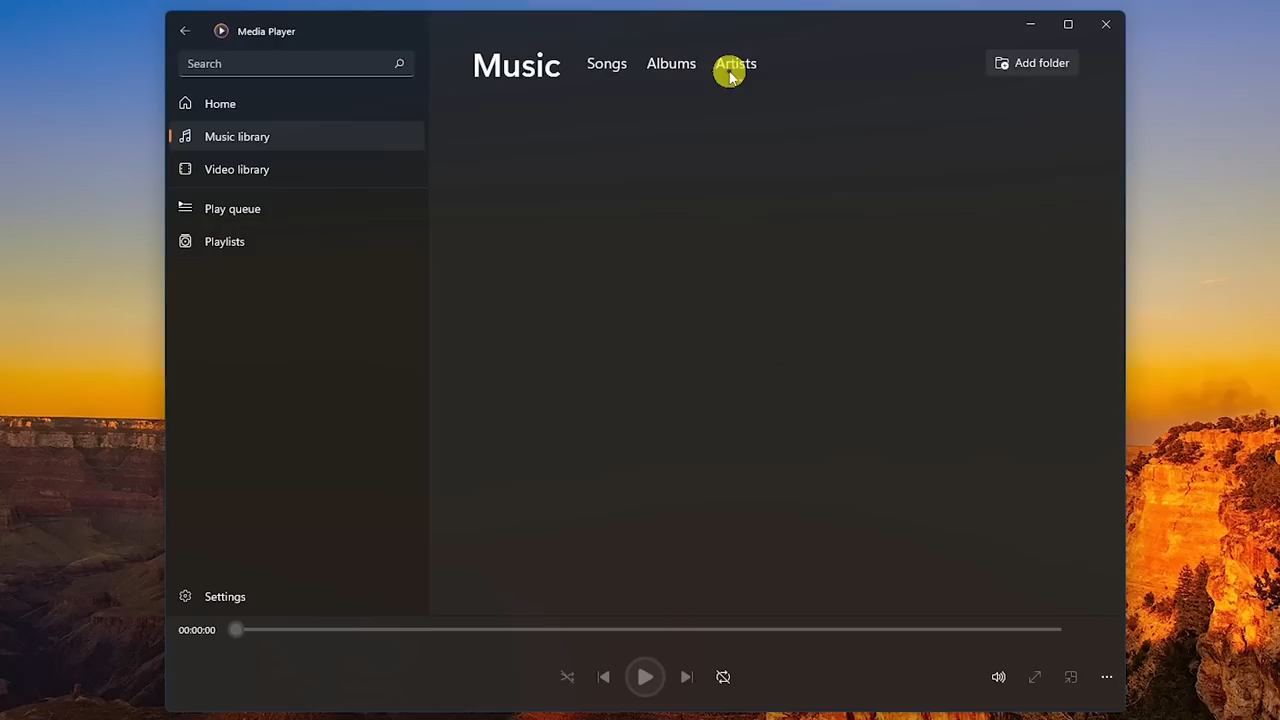 Media Player
Search
Home
Music library
Video library
Play queue
Playlists
Settings
Music Songs Albums Artists
Add folder
00:00:00